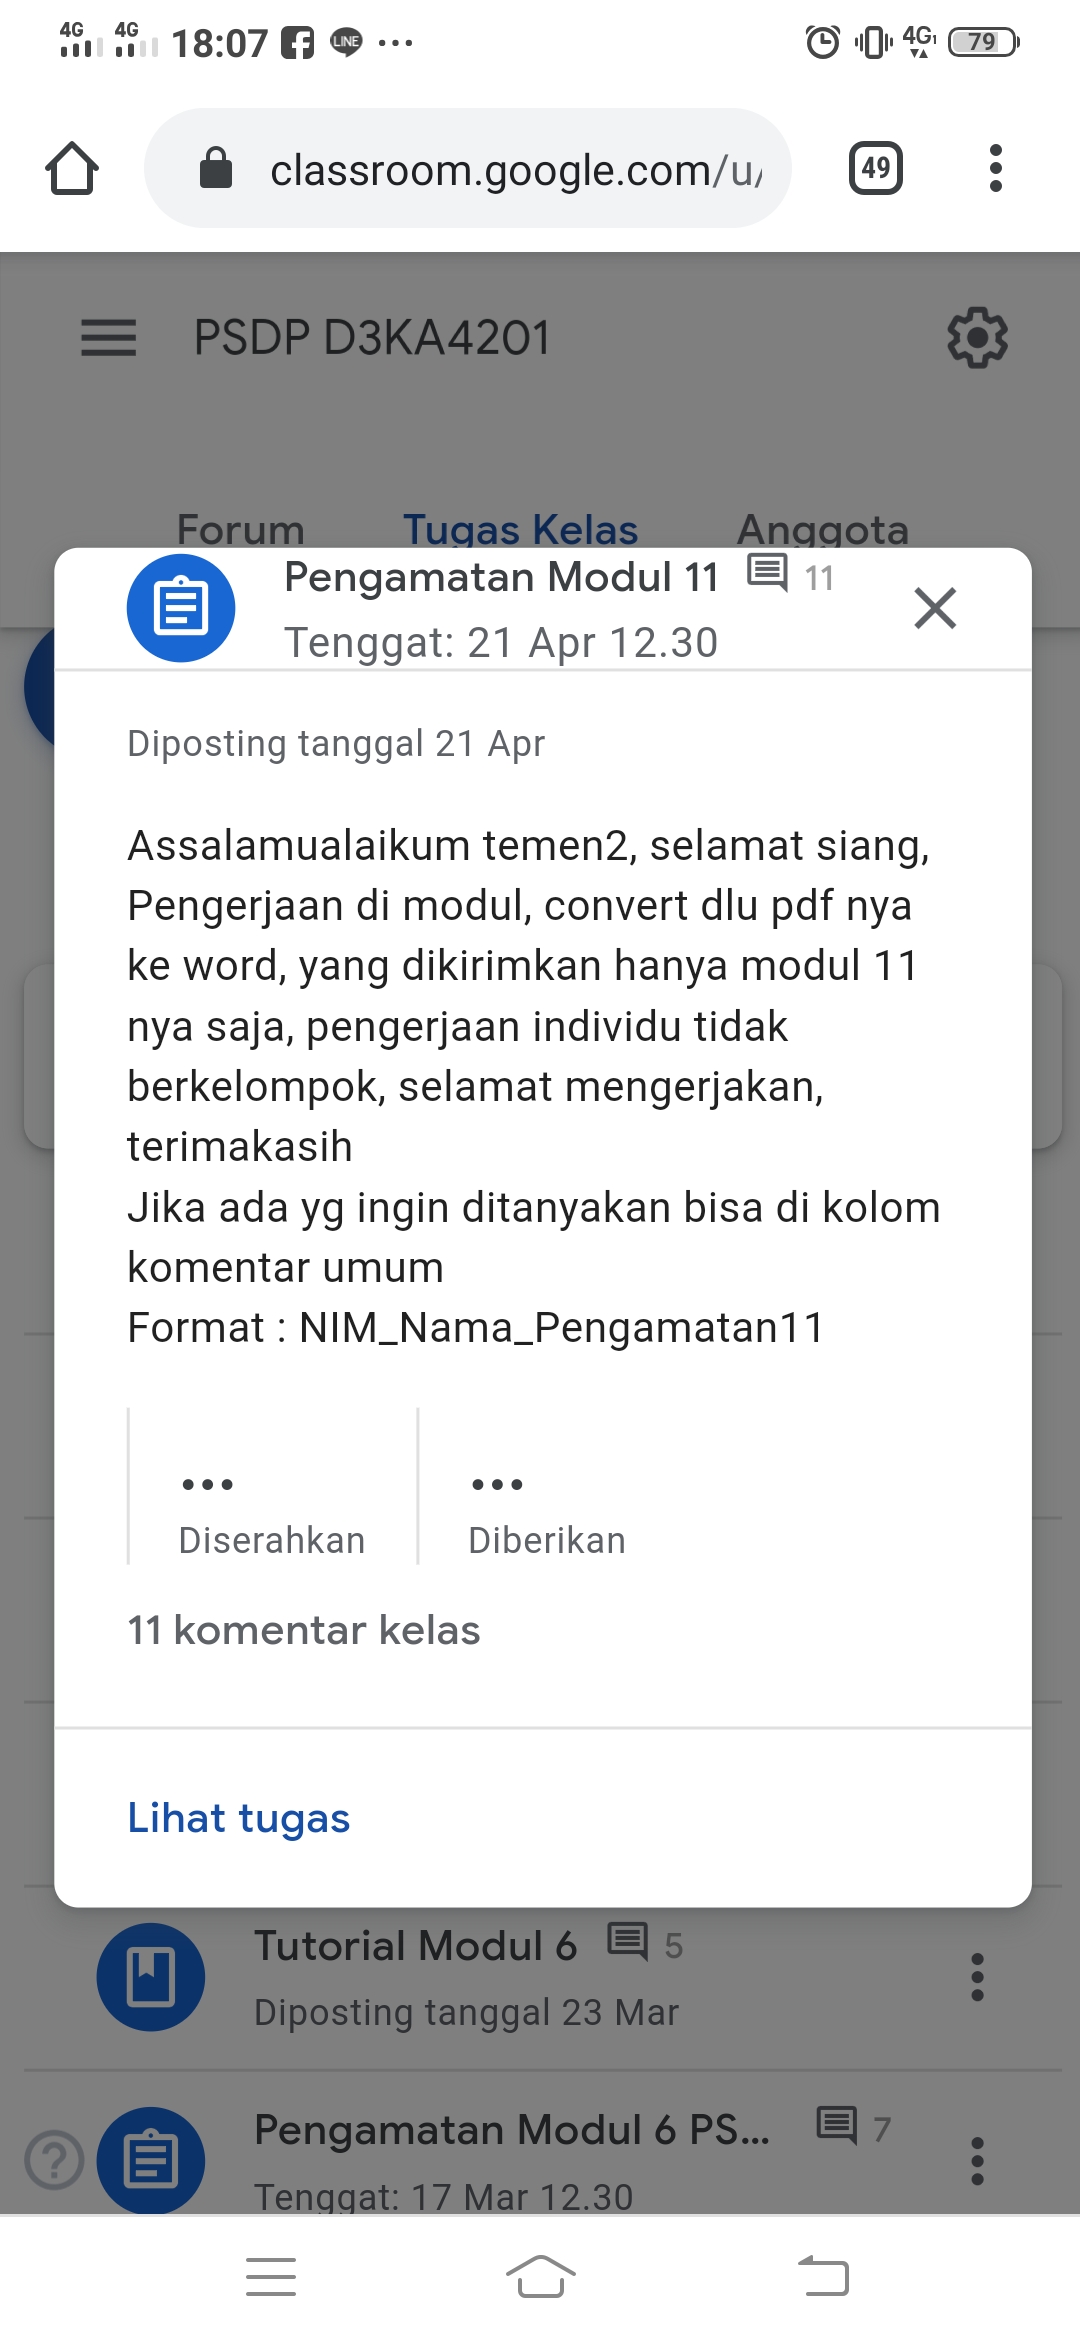 4G 4G 18:07 LINE 4G1 79
classroom.google.com/u/
49
PSDP D3KA4201
Forum Tugas Kelas Anggota
Pengamatan Modul 11 11
Tenggat: 21 Apr 12.30
Diposting tanggal 21 Apr
Assalamualaikum temen2, selamat siang,
Pengerjaan di modul, convert dlu pdf nya
ke word, yang dikirimkan hanya modul 11
nya saja, pengerjaan individu tidak
berkelompok, selamat mengerjakan,
terimakasih
Jika ada yg ingin ditanyakan bisa di kolom
komentar umum
Format : NIM_Nama_Pengamatan11
... ...
Diserahkan Diberikan
11 komentar kelas
Lihat tugas
Tutorial Modul 6 5
Diposting tanggal 23 Mar
Pengamatan Modul 6 PS... 7
Tenggat: 17 Mar 12.30